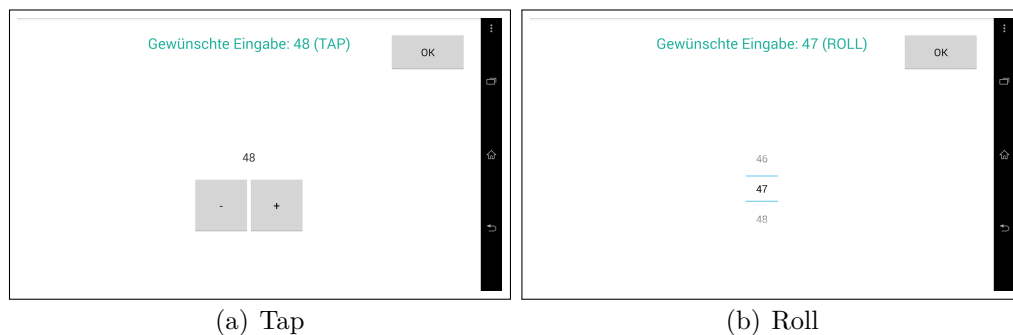 Gewünschte Eingabe: 48 (TAP)
OK
48
-
+
(a) Tap
Gewünschte Eingabe: 47 (ROLL)
OK
46
47
48
(b) Roll